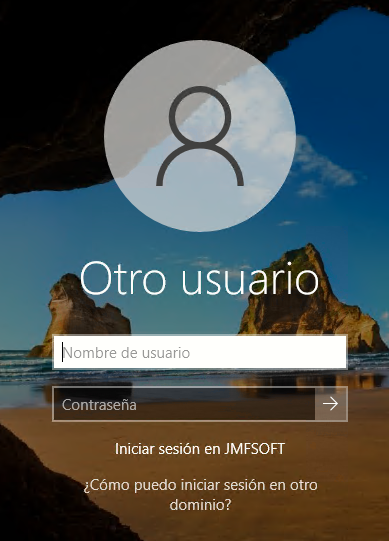 Otro usuario
Nombre de usuario
Contraseña
Iniciar sesión en JMFSOFT
¿Cómo puedo iniciar sesión en otro
dominio?